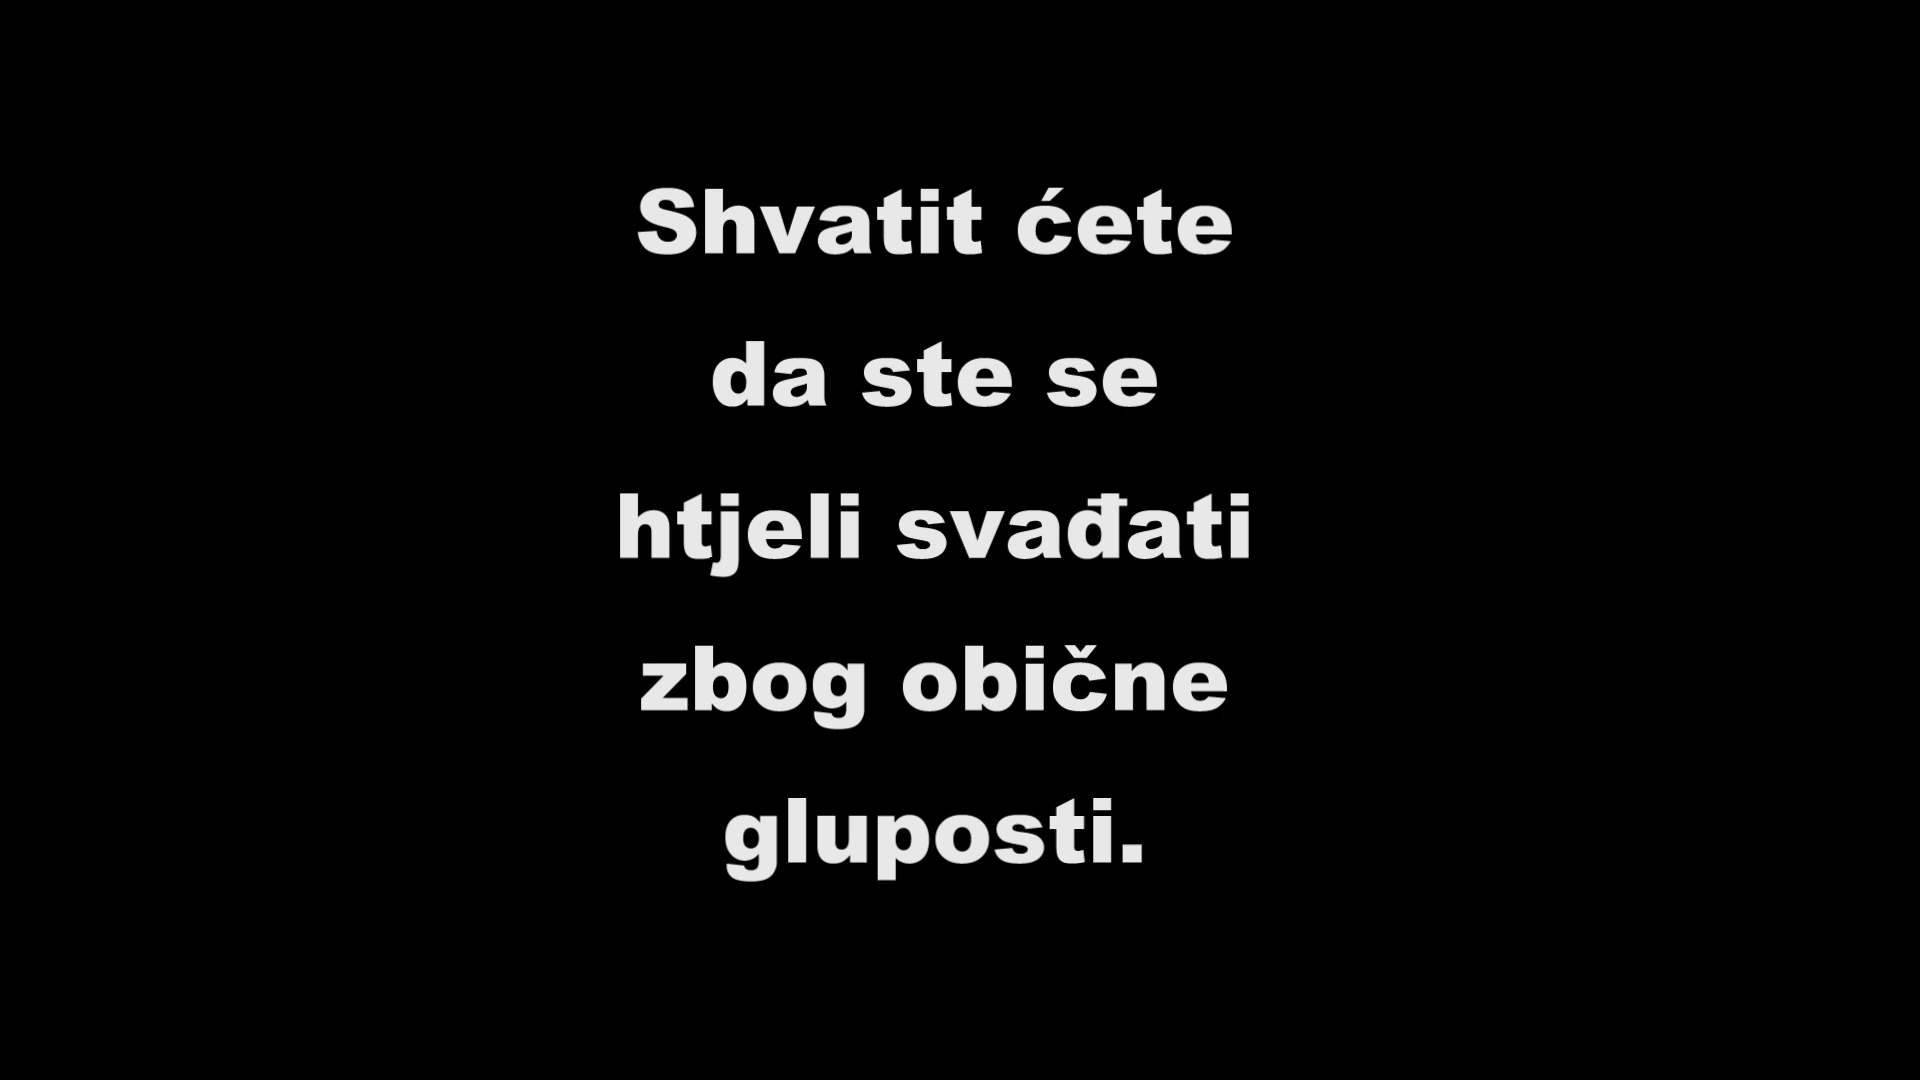 Shvatit ćete
da ste se
htjeli svađati
zbog obične
gluposti.